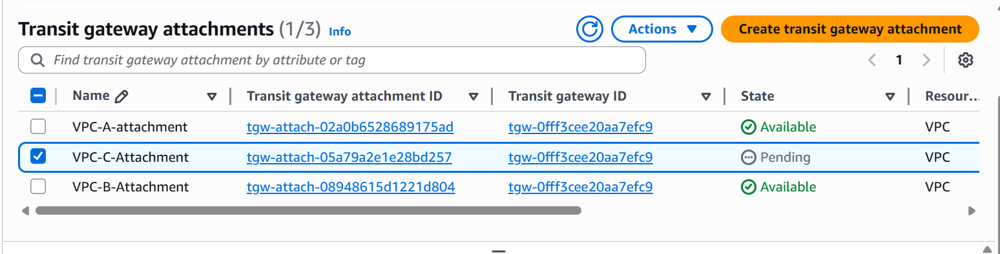 Transit gateway attachments (1/3) Info Actions Create transit gateway attachment
Find transit gateway attachment by attribute or tag 1
Name Transit gateway attachment ID Transit gateway ID State Resour...
VPC-A-attachment tgw-attach-02a0b6528689175ad tgw-0fff3cee20aa7efc9 Available VPC
VPC-C-Attachment tgw-attach-05a79a2e1e28bd257 tgw-0fff3cee20aa7efc9 Pending VPC
VPC-B-Attachment tgw-attach-08948615d1221d804 tgw-0fff3cee20aa7efc9 Available VPC